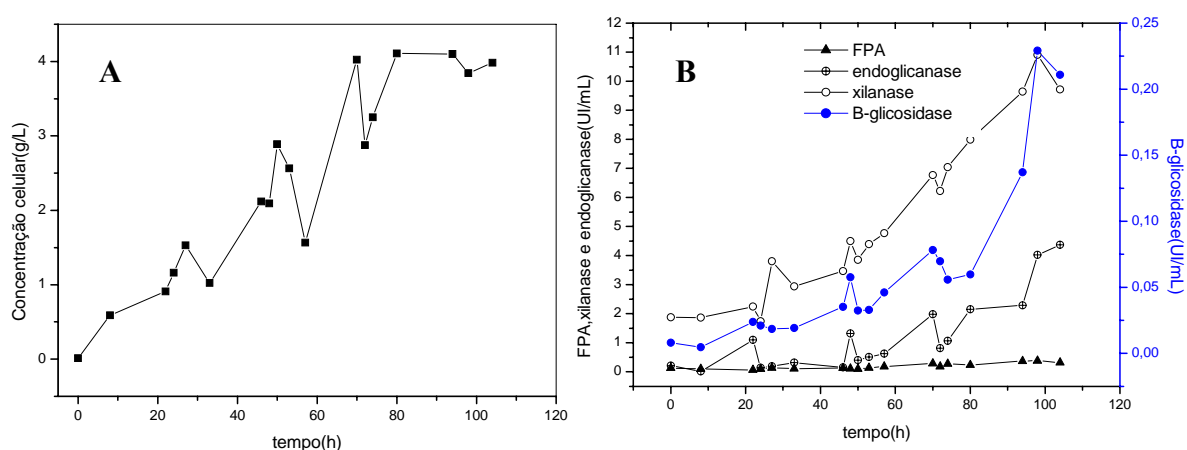 A
Concentração celular(g/L)
4
3
2
1
0
0 20 40 60 80 100 120
tempo(h)
B
FPA
endoglicanase
xilanase
B-glicosidase
FPA,xilanase e endoglicanase(UI/mL)
12
11
10
9
8
7
6
5
4
3
2
1
0
0 20 40 60 80 100 120
tempo(h)
0,25
0,20
0,15
0,10
0,05
0,00
B-glicosidase(UI/mL)